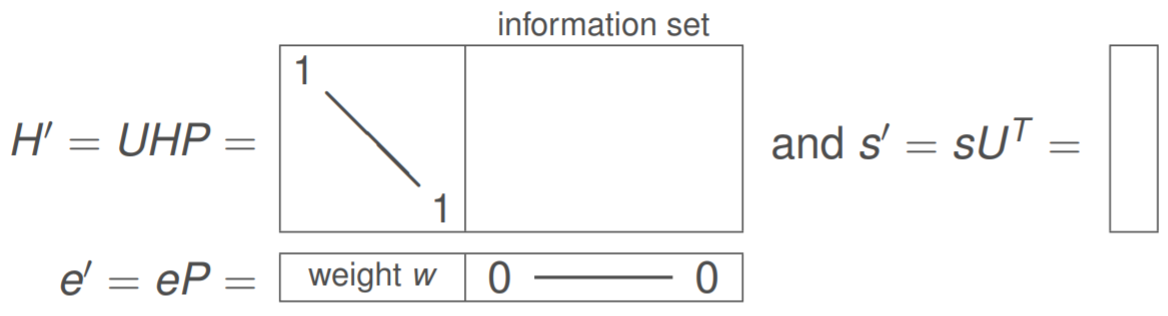 information set
H′ = UHP =
1
1
and s′ = sU^T =
e′ = eP =
weight w
0 — 0